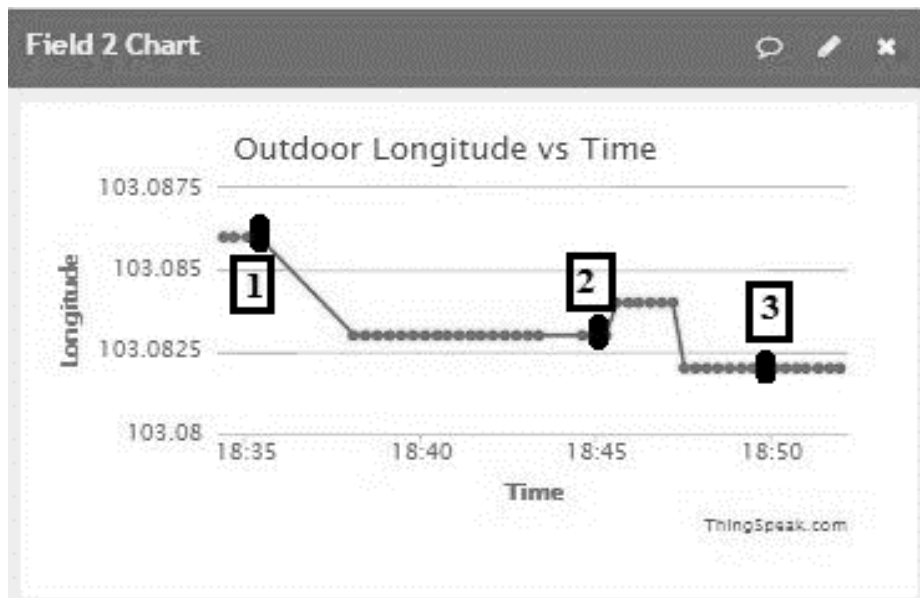 Field 2 Chart
Outdoor Longitude vs Time
103.0875
103.085
103.0825
103.08
Longitude
1
2
3
18:35 18:40 18:45 18:50
Time
ThingSpeak.com